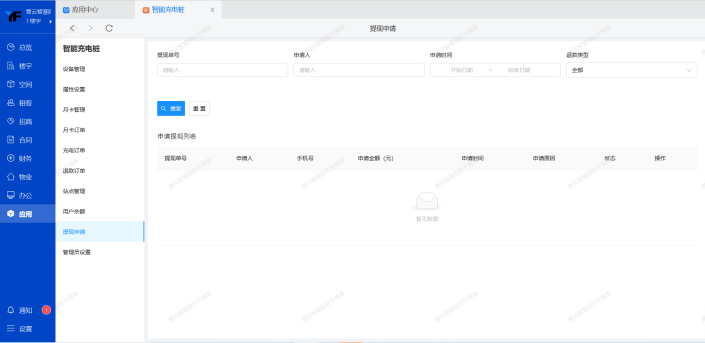 应用中心
智能充电桩 ×
青云智慧
1楼宇
提现申请
总览
楼宇
空间
租客
招商
合同
财务
物业
办公
应用
通知 1
设置
智能充电桩
设备管理
属性设置
月卡管理
月卡订单
充电订单
退款订单
站点管理
用户余额
提现申请
管理员设置
提现单号 申请人 申请时间 退款类型
请输入 请输入 开始日期 ~ 结束日期 全部
搜索 重置
申请提现列表
提现单号 申请人 手机号 申请金额（元） 申请时间 申请原因 状态 操作
暂无数据